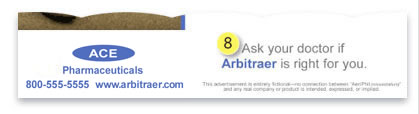 ACE
Pharmaceuticals
800-555-5555 www.arbitraer.com
8
Ask your doctor if
Arbitraer is right for you.
This advertisement is entirely fictional—no connection between
and any real company or product is intended, expressed, or implied.